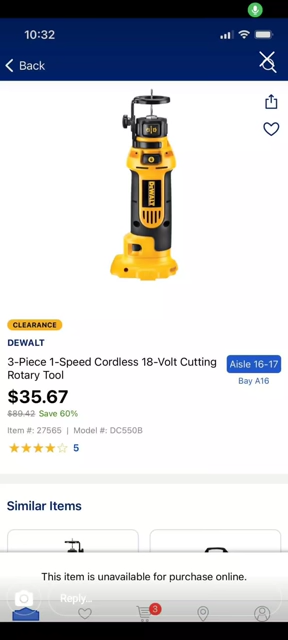 10:32
Back
DEWALT
CLEARANCE
DEWALT
3-Piece 1-Speed Cordless 18-Volt Cutting
Rotary Tool
Aisle 16-17
Bay A16
$35.67
$89.42 Save 60%
Item #: 27565 | Model #: DC550B
5
Similar Items
This item is unavailable for purchase online.
Reply...
3